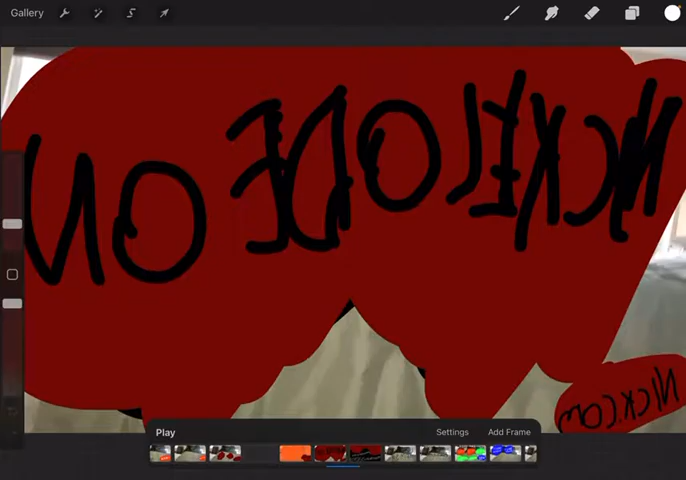 Gallery
NICKELODEON
NICK.COM
Play
Settings
Add Frame